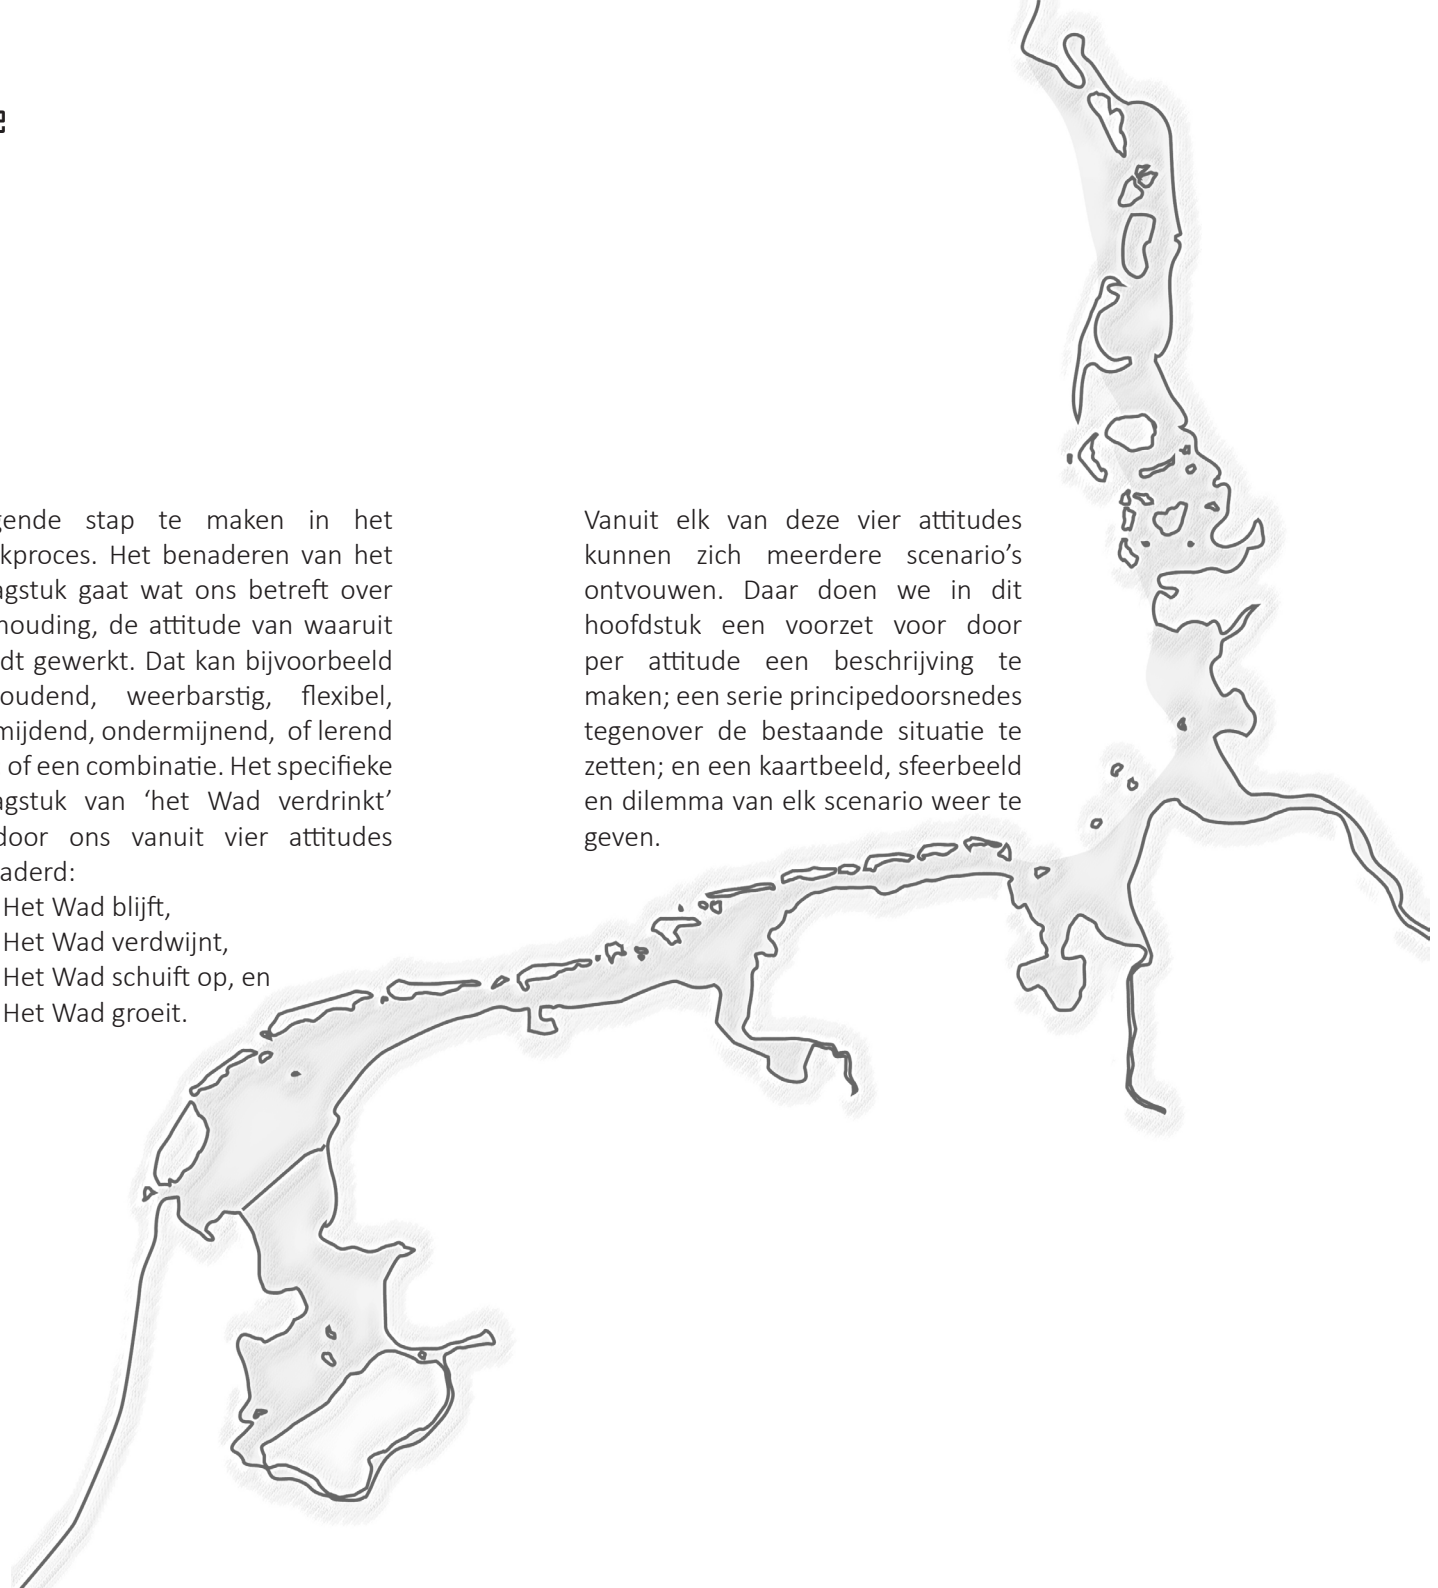 e
gende stap te maken in het
kproces. Het benaderen van het
agstuk gaat wat ons betreft over
houding, de attitude van waaruit
dt gewerkt. Dat kan bijvoorbeeld
oudend, weerbarstig, flexibel,
mijdend, ondermijnend, of lerend
of een combinatie. Het specifieke
agstuk van ‘het Wad verdrinkt’
door ons vanuit vier attitudes
aderd:
Het Wad blijft,
Het Wad verdwijnt,
Het Wad schuift op, en
Het Wad groeit.
Vanuit elk van deze vier attitudes
kunnen zich meerdere scenario’s
ontvouwen. Daar doen we in dit
hoofdstuk een voorzet voor door
per attitude een beschrijving te
maken; een serie principedoorsnedes
tegenover de bestaande situatie te
zetten; en een kaartbeeld, sfeerbeeld
en dilemma van elk scenario weer te
geven.